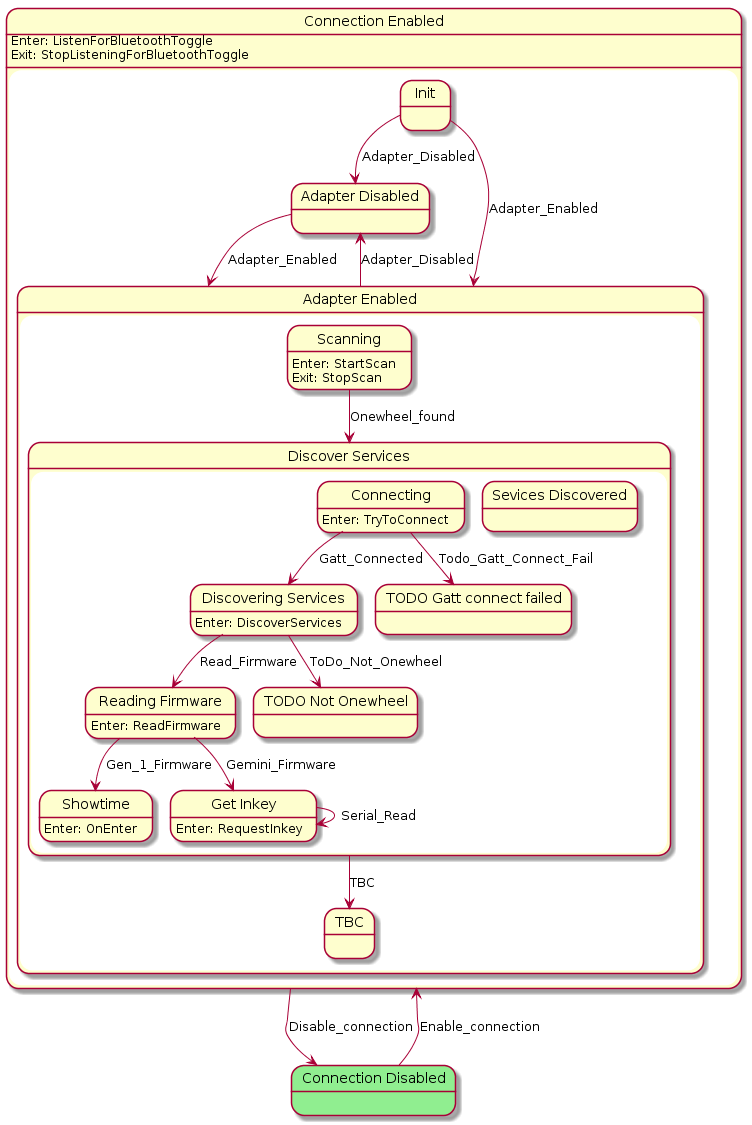 Connection Enabled
Enter: ListenForBluetoothToggle
Exit: StopListeningForBluetoothToggle
Init
Adapter_Disabled
Adapter Disabled
Adapter_Enabled
Adapter_Enabled
Adapter_Disabled
Adapter Enabled
Scanning
Enter: StartScan
Exit: StopScan
Onewheel_found
Discover Services
Connecting
Enter: TryToConnect
Sevices Discovered
Gatt_Connected
Todo_Gatt_Connect_Fail
Discovering Services
Enter: DiscoverServices
TODO Gatt connect failed
Read_Firmware
ToDo_Not_Onewheel
Reading Firmware
Enter: ReadFirmware
TODO Not Onewheel
Gen_1_Firmware
Gemini_Firmware
Showtime
Enter: OnEnter
Get Inkey
Enter: RequestInkey
Serial_Read
TBC
TBC
Disable_connection
Enable_connection
Connection Disabled